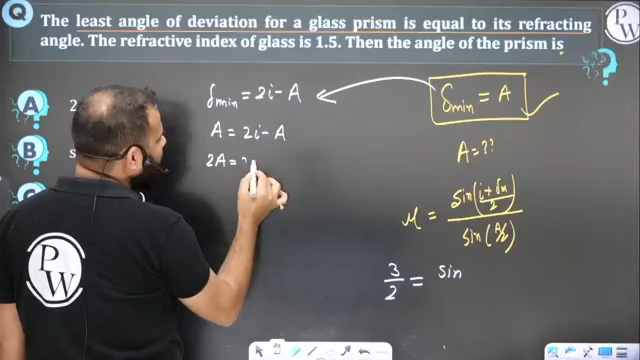 Q The least angle of deviation for a glass prism is equal to its refracting
angle. The refractive index of glass is 1.5. Then the angle of the prism is
A 2
B s
δmin = 2i - A
A = 2i - A
2A = 2
δmin = A
A = ??
μ = sin((i + δm)/2) / sin(A/2)
3/2 = sin
PW
PW